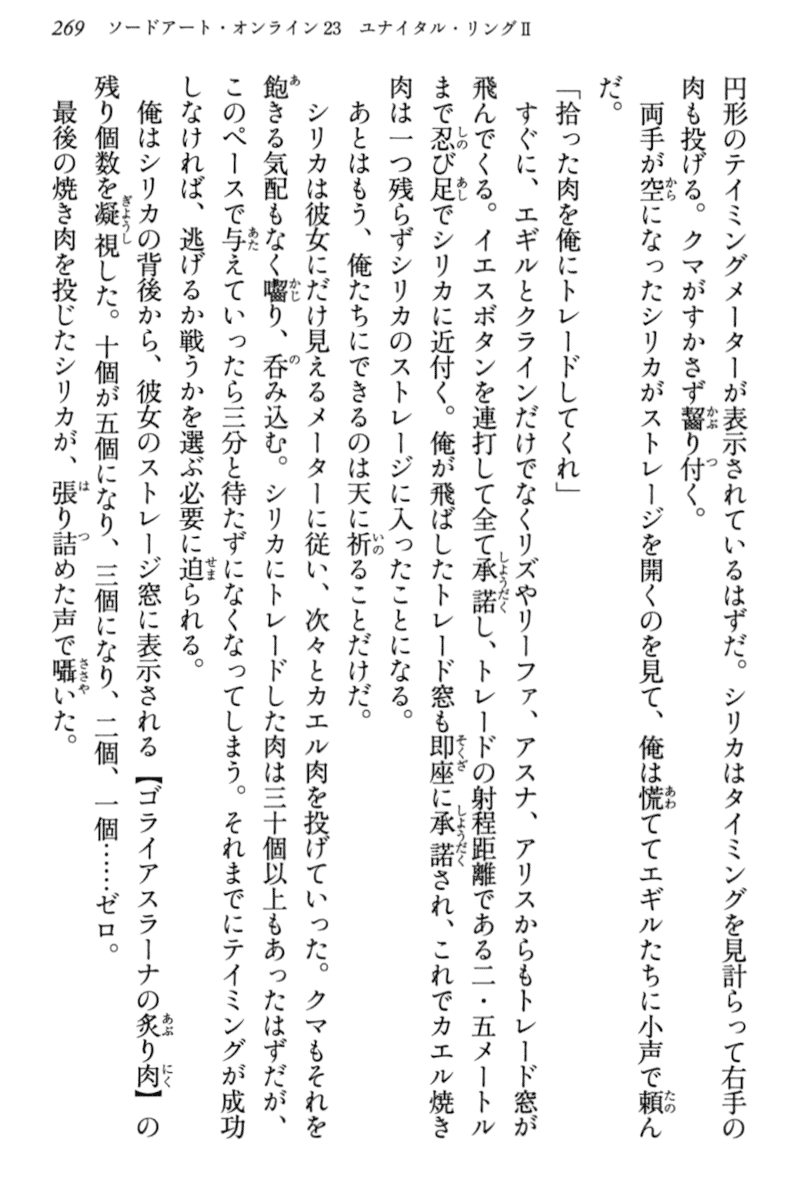 269 ソードアート・オンライン23 ユナイタル・リングⅡ
円形のテイミングメーターが表示されているはずだ。シリカはタイミングを見計らって右手の
肉も投げる。クマがすかさず齧り付く。
両手が空になったシリカがストレージを開くのを見て、俺は慌ててエギルたちに小声で頼ん
だ。
「拾った肉を俺にトレードしてくれ」
すぐに、エギルとクラインだけでなくリズやリーファ、アスナ、アリスからもトレード窓が
飛んでくる。イエスボタンを連打して全て承諾し、トレードの射程距離である二・五メートル
まで忍び足でシリカに近付く。俺が飛ばしたトレード窓も即座に承諾され、これでカエル焼き
肉は一つ残らずシリカのストレージに入ったことになる。
あとはもう、俺たちにできるのは天に祈ることだけだ。
シリカは彼女にだけ見えるメーターに従い、次々とカエル肉を投げていった。クマもそれを
飽きる気配もなく囓り、呑み込む。シリカにトレードした肉は三十個以上もあったはずだが、
このペースで与えていったら三分と待たずになくなってしまう。それまでにテイミングが成功
しなければ、逃げるか戦うかを選ぶ必要に迫られる。
俺はシリカの背後から、彼女のストレージ窓に表示される【ゴライアスラーナの炙り肉】の
残り個数を凝視した。十個が五個になり、三個になり、二個、一個……ゼロ。
最後の焼き肉を投じたシリカが、張り詰めた声で囁いた。